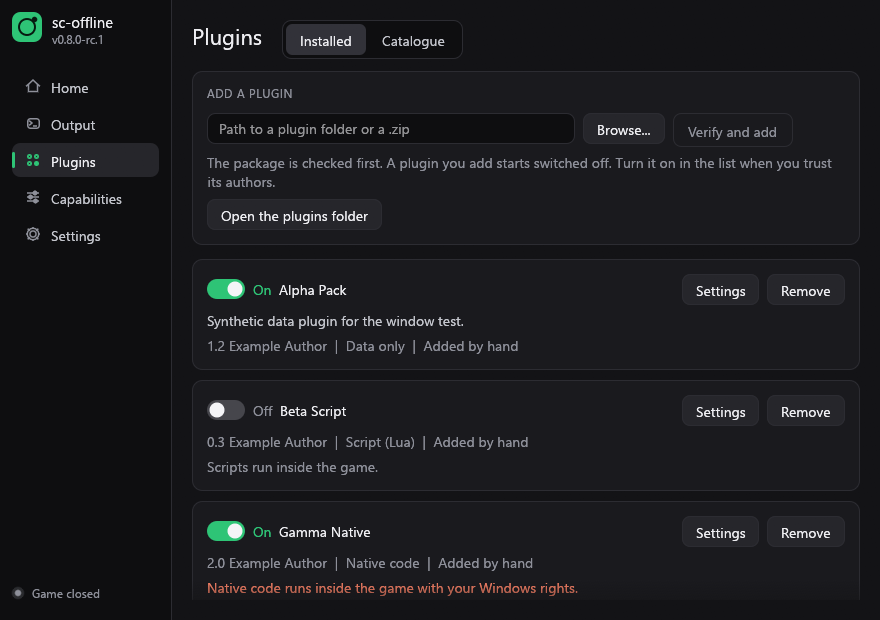 sc-offline
v0.8.0-rc.1
Home
Output
Plugins
Capabilities
Settings
Game closed
Plugins
Installed
Catalogue
ADD A PLUGIN
Path to a plugin folder or a .zip
Browse...
Verify and add
The package is checked first. A plugin you add starts switched off. Turn it on in the list when you trust
its authors.
Open the plugins folder
On Alpha Pack
Settings
Remove
Synthetic data plugin for the window test.
1.2 Example Author | Data only | Added by hand
Off Beta Script
Settings
Remove
0.3 Example Author | Script (Lua) | Added by hand
Scripts run inside the game.
On Gamma Native
Settings
Remove
2.0 Example Author | Native code | Added by hand
Native code runs inside the game with your Windows rights.